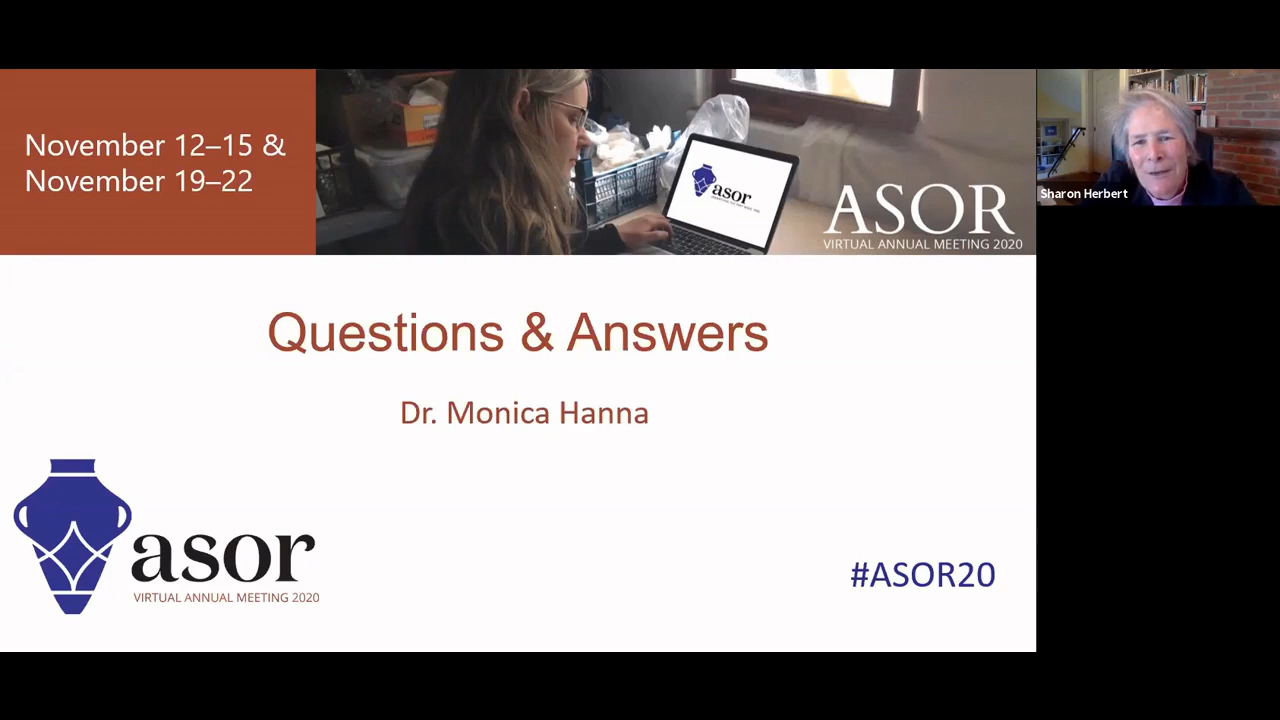 November 12–15 &
November 19–22
asor
ASOR
VIRTUAL ANNUAL MEETING 2020
Sharon Herbert
Questions & Answers
Dr. Monica Hanna
asor
VIRTUAL ANNUAL MEETING 2020
#ASOR20